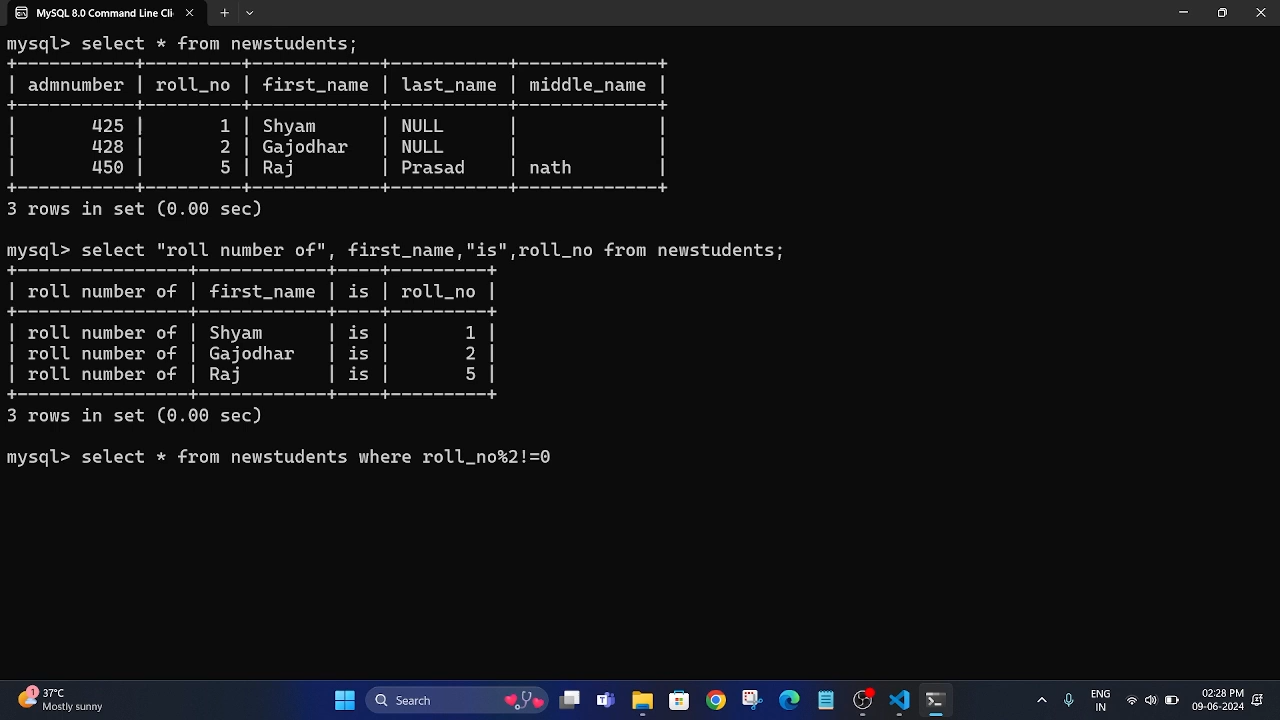 MySQL 8.0 Command Line Cli
mysql> select * from newstudents;
+-----------+---------+------------+-----------+-------------+
| admnumber | roll_no | first_name | last_name | middle_name |
+-----------+---------+------------+-----------+-------------+
|       425 |       1 | Shyam      | NULL      |             |
|       428 |       2 | Gajodhar   | NULL      |             |
|       450 |       5 | Raj        | Prasad    | nath        |
+-----------+---------+------------+-----------+-------------+
3 rows in set (0.00 sec)
mysql> select "roll number of", first_name,"is",roll_no from newstudents;
+----------------+------------+----+---------+
| roll number of | first_name | is | roll_no |
+----------------+------------+----+---------+
| roll number of | Shyam      | is |       1 |
| roll number of | Gajodhar   | is |       2 |
| roll number of | Raj        | is |       5 |
+----------------+------------+----+---------+
3 rows in set (0.00 sec)
mysql> select * from newstudents where roll_no%2!=0
1
37°C
Mostly sunny
Search
ENG
IN
02:28 PM
09-06-2024